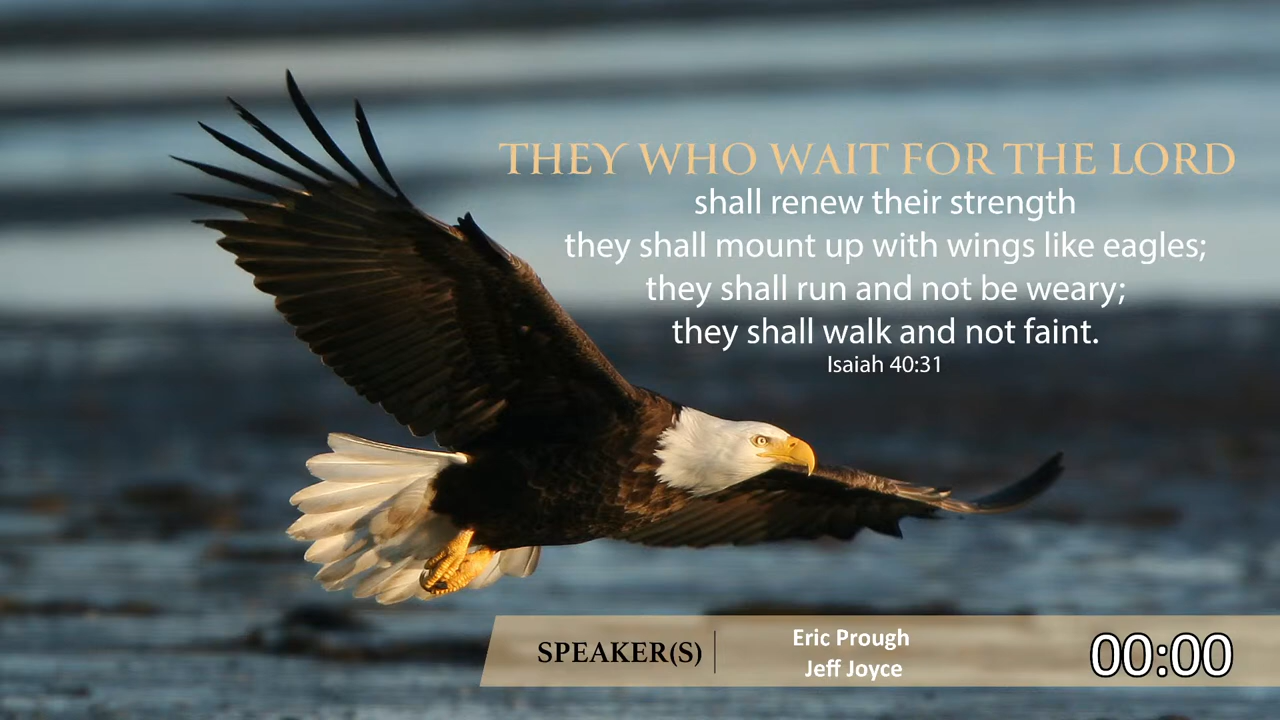 THEY WHO WAIT FOR THE LORD
shall renew their strength
they shall mount up with wings like eagles;
they shall run and not be weary;
they shall walk and not faint.
Isaiah 40:31
SPEAKER(S)
Eric Prough
Jeff Joyce
00:00